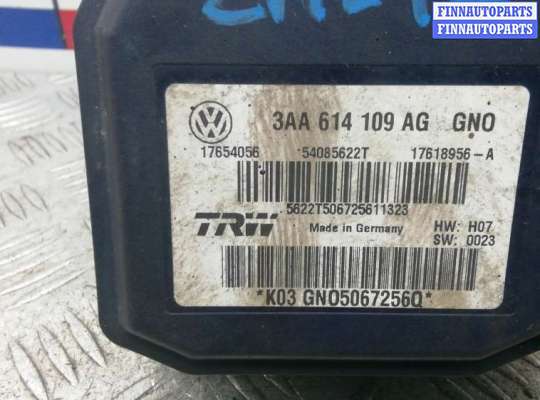 FINNAUTOPARTS
FINNAUTOPARTS
3AA 614 109 AG GNO
17654056 54085622T 17618956-A
5622T506725611323
TRW Made in Germany HW: H07
SW: 0023
*K03 GNO5067256Q*